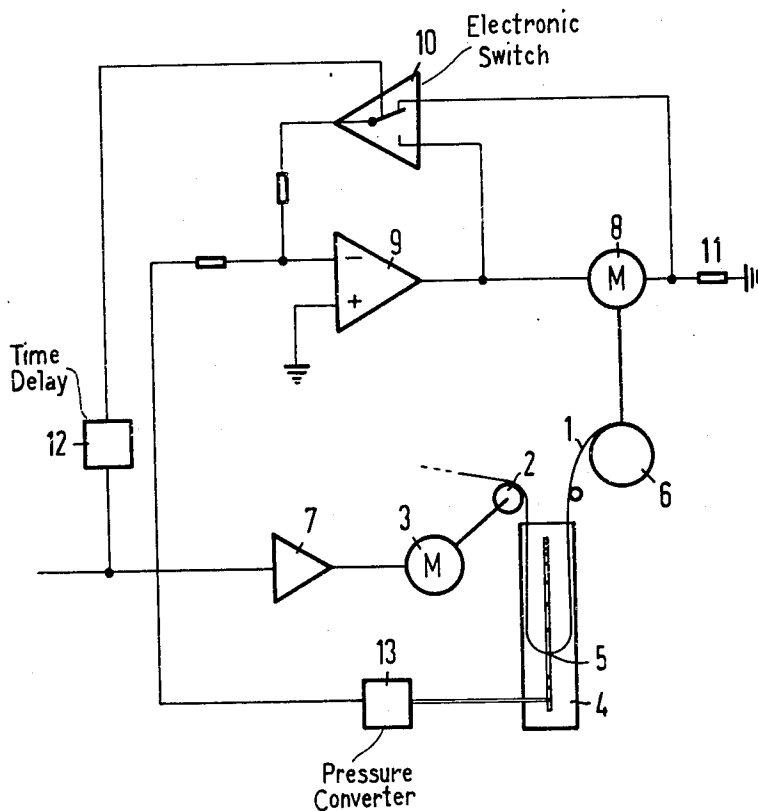 Electronic
Switch
10
9
8
M
11
−
+
Time
Delay
12
1
2
6
7
3
M
5
4
13
Pressure
Converter